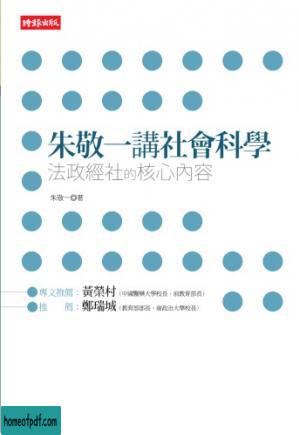 時報出版
朱敬一講社會科學
法政經社的核心內容
朱敬一◎著
專文推薦：黃榮村（中國醫藥大學校長、前教育部長）
推 薦：鄭瑞城（教育部部長、前政治大學校長）
homeofpdf.com